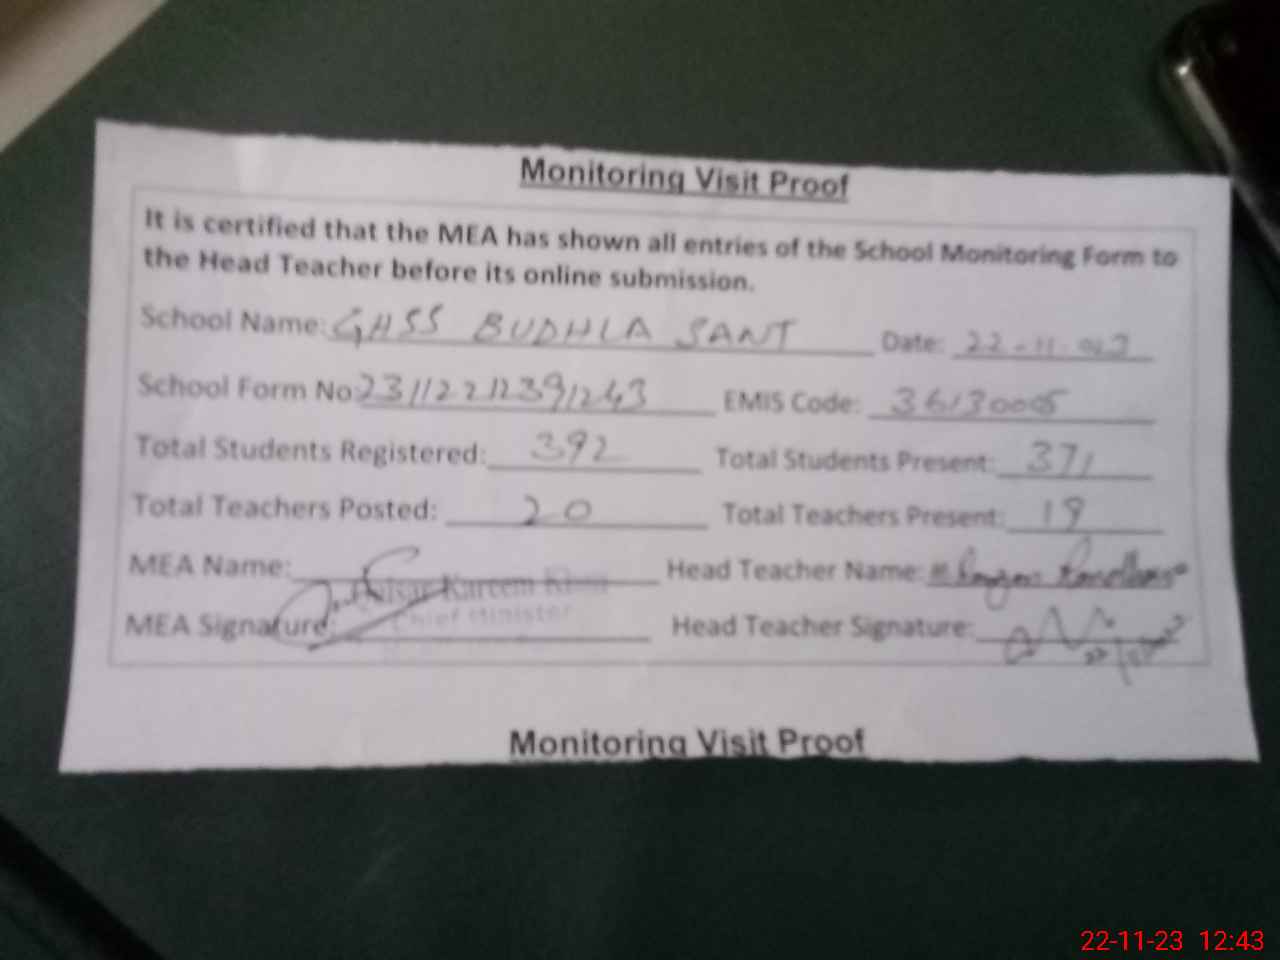 Monitoring Visit Proof
It is certified that the MEA has shown all entries of the School Monitoring Form to
the Head Teacher before its online submission.
School Name: GHSS BUDHLA SANT Date: 22-11-
School Form No: EMIS Code:
Total Students Registered: 392 Total Students Present: 371
Total Teachers Posted: 20 Total Teachers Present: 19
MEA Name: Head Teacher Name:
Kareem
Chief Minister
MEA Signature: Head Teacher Signature:
Monitoring Visit Proof
22-11-23 12:43